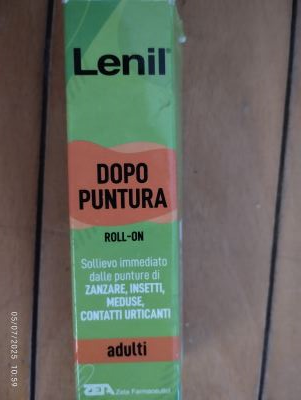 Lenil®
DOPO
PUNTURA
ROLL-ON
Sollievo immediato
dalle punture di
ZANZARE, INSETTI,
MEDUSE,
CONTATTI URTICANTI
adulti
ZETA Zeta Farmaceutici
05/07/2025 10:59